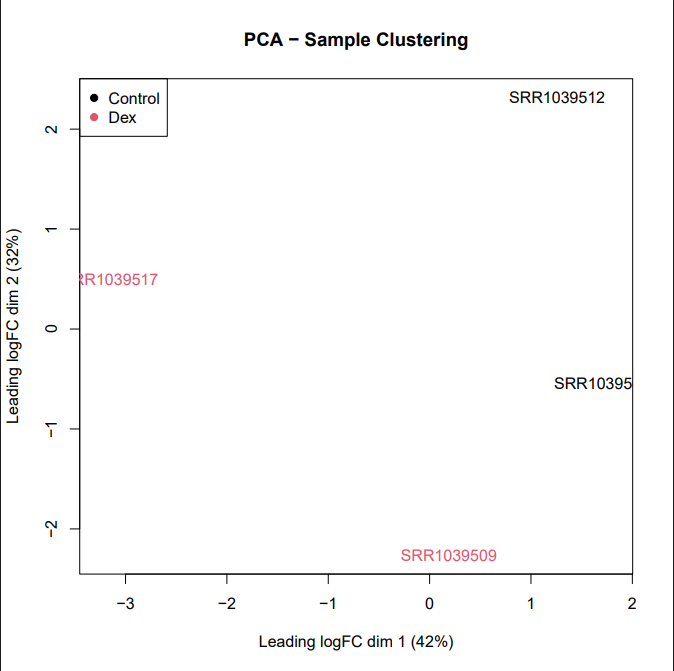 PCA − Sample Clustering
Control
Dex
SRR1039512
RR1039517
SRR10395
SRR1039509
2
1
0
−1
−2
Leading logFC dim 2 (32%)
−3
−2
−1
0
1
2
Leading logFC dim 1 (42%)